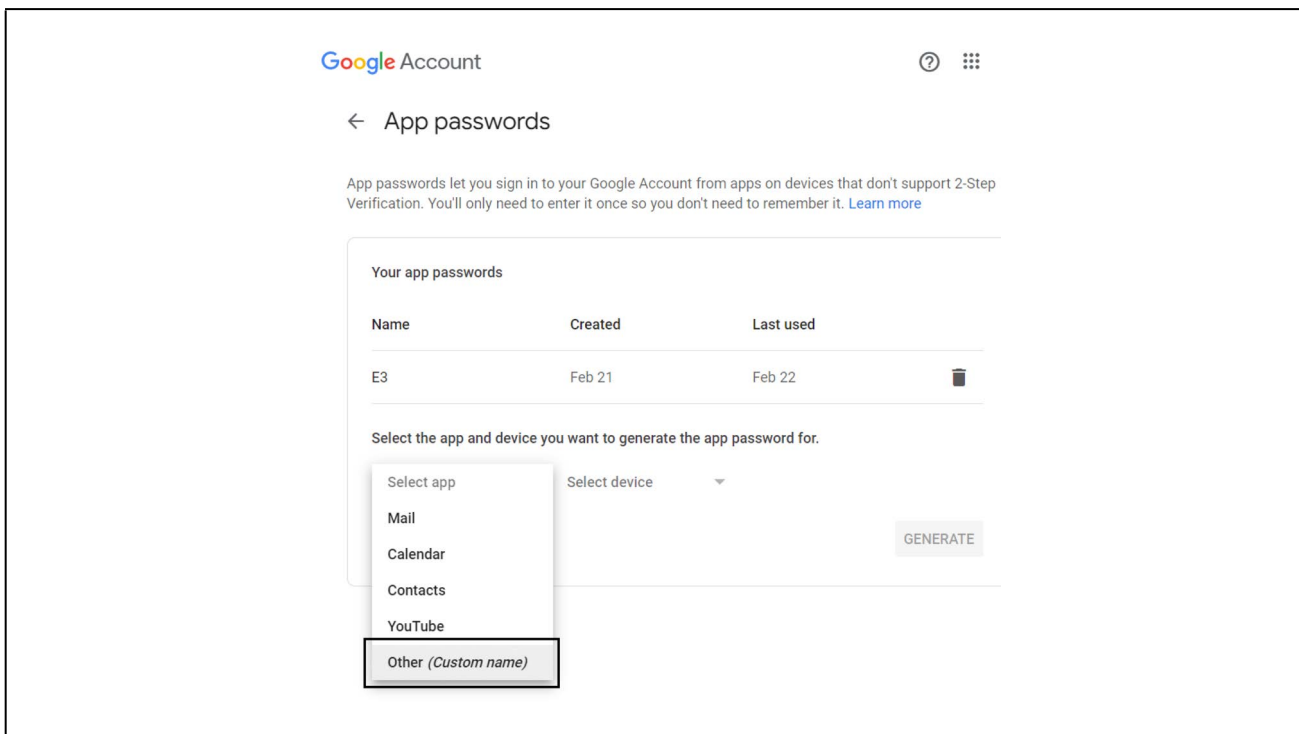 Google Account
App passwords
App passwords let you sign in to your Google Account from apps on devices that don't support 2-Step
Verification. You'll only need to enter it once so you don't need to remember it. Learn more
Your app passwords
Name Created Last used
E3 Feb 21 Feb 22
Select the app and device you want to generate the app password for.
Select app Select device
Mail
GENERATE
Calendar
Contacts
YouTube
Other (Custom name)